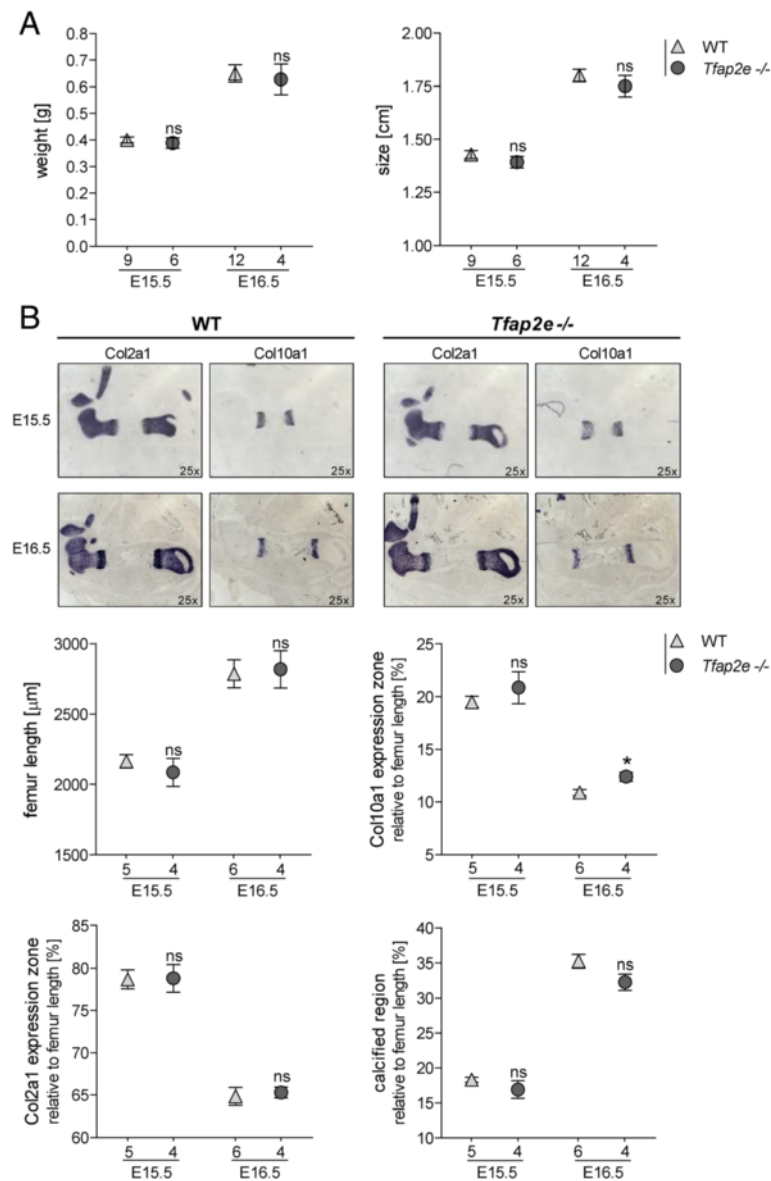 A
weight [g]
0.8
0.7
0.6
0.5
0.4
0.3
0.2
0.1
0.0
ns
ns
9 6 12 4
E15.5 E16.5
size [cm]
2.00
1.75
1.50
1.25
1.00
ns
ns
9 6 12 4
E15.5 E16.5
WT
Tfap2e -/-
B
WT Tfap2e -/-
Col2a1 Col10a1 Col2a1 Col10a1
E15.5
25x 25x 25x 25x
E16.5
25x 25x 25x 25x
femur length [μm]
3000
2500
2000
1500
ns
ns
5 4 6 4
E15.5 E16.5
Col10a1 expression zone
relative to femur length [%]
25
20
15
10
5
ns
*
6 4 6 4
E15.5 E16.5
WT
Tfap2e -/-
Col2a1 expression zone
relative to femur length [%]
85
80
75
70
65
60
ns
ns
5 4 6 4
E15.5 E16.5
calcified region
relative to femur length [%]
40
35
30
25
20
15
10
ns
ns
5 4 6 4
E15.5 E16.5